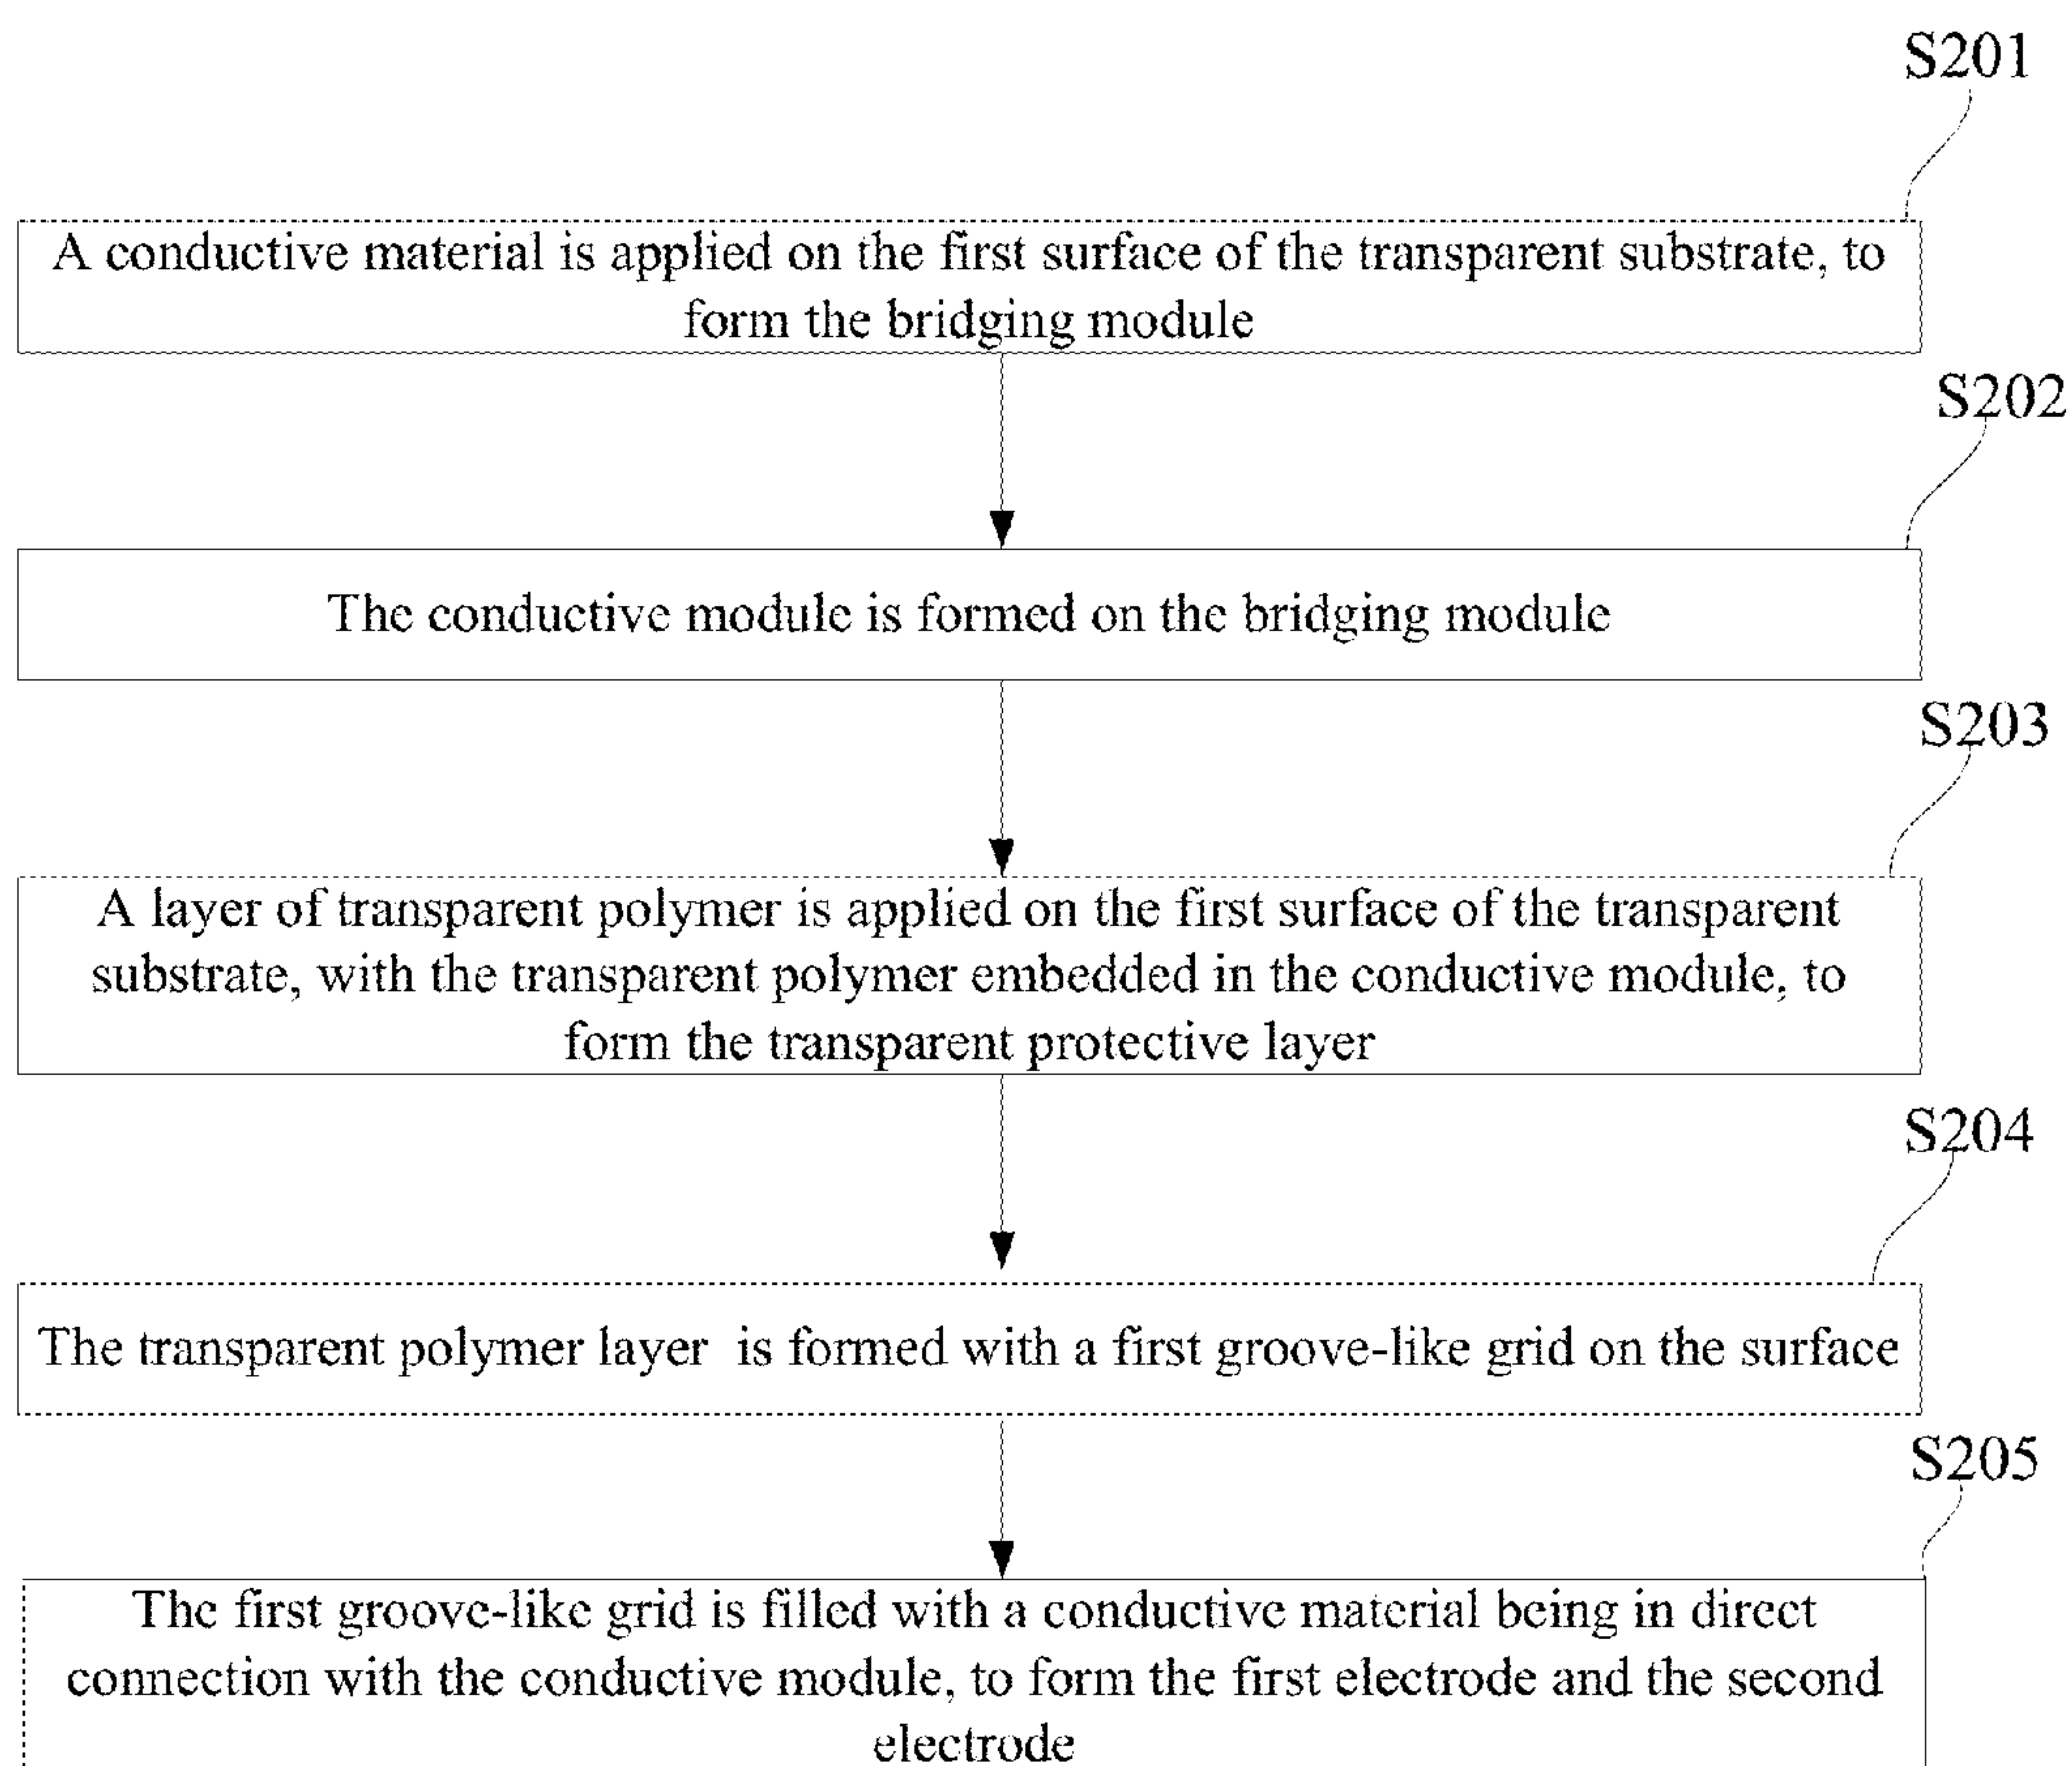 S201
A conductive material is applied on the first surface of the transparent substrate, to
form the bridging module
S202
The conductive module is formed on the bridging module
S203
A layer of transparent polymer is applied on the first surface of the transparent
substrate, with the transparent polymer embedded in the conductive module, to
form the transparent protective layer
S204
The transparent polymer layer is formed with a first groove-like grid on the surface
S205
The first groove-like grid is filled with a conductive material being in direct
connection with the conductive module, to form the first electrode and the second
electrode